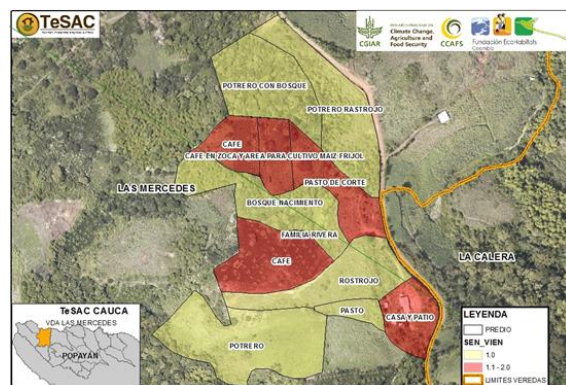 TeSAC
CGIAR
Climate Change,
Agriculture and
Food Security
CCAFS
Fundación EcoHabitats
Colombia
POTRERO CON BOSQUE
POTRERO RASTROJO
CAFE
CAFE EN ZOCA Y AREA PARA CULTIVO MAIZ FRIJOL
PASTO DE CORTE
LAS MERCEDES
BOSQUE NACIMIENTO
FAMILIA RIVERA
CAFE
LA CALERA
ROSTROJO
PASTO
CASA Y PATIO
POTRERO
TeSAC CAUCA
VDA LAS MERCEDES
POPAYÁN
LEYENDA
PREDIO
SEN_VIEN
1.0
1.1 - 2.0
LIMITES VEREDAS